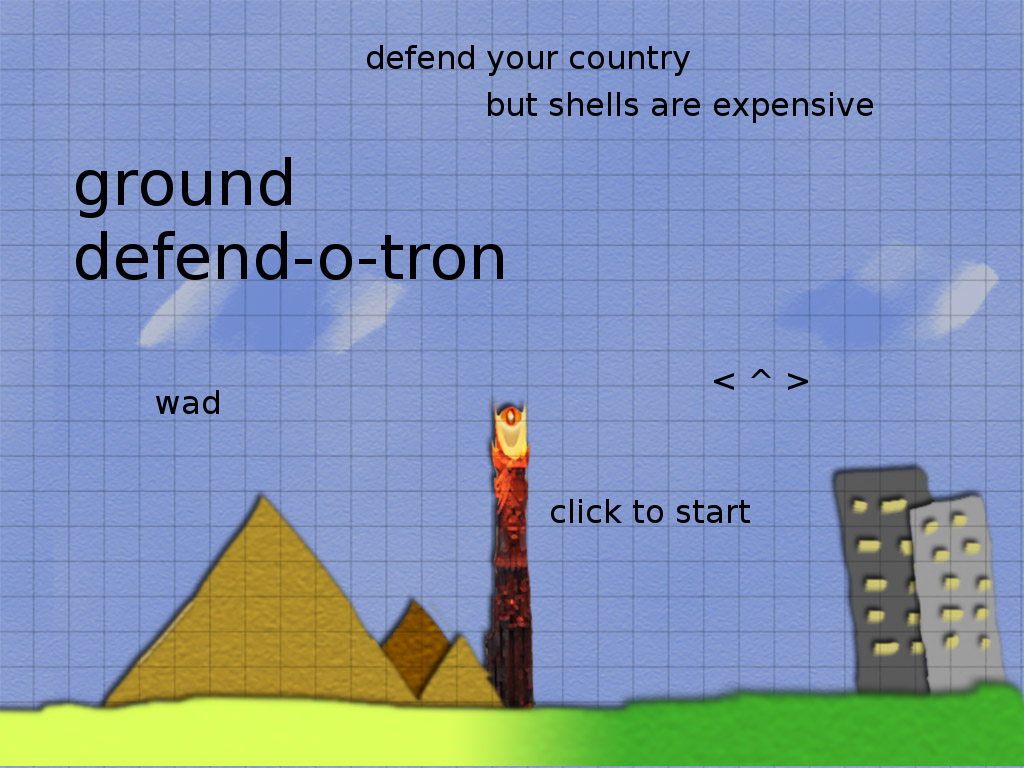 defend your country
but shells are expensive
ground
defend-o-tron
< ^ >
wad
click to start